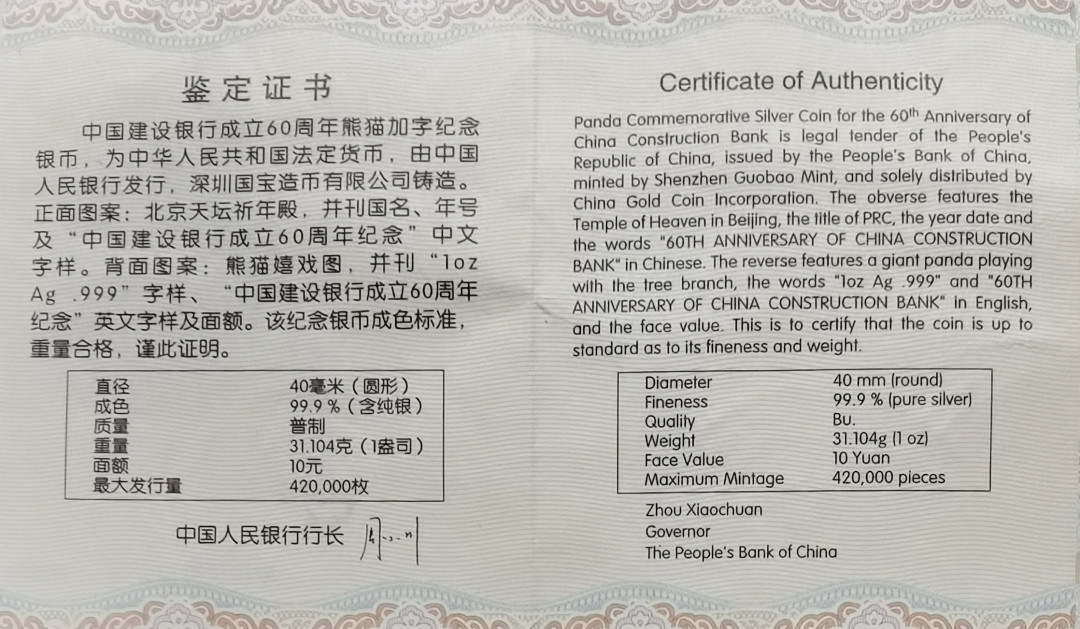 鉴定证书
中国建设银行成立60周年熊猫加字纪念
银币，为中华人民共和国法定货币，由中国
人民银行发行，深圳国宝造币有限公司铸造。
正面图案：北京天坛祈年殿，并刊国名、年号
及“中国建设银行成立60周年纪念”中文
字样。背面图案：熊猫嬉戏图，并刊“1oz
Ag .999”字样、“中国建设银行成立60周年
纪念”英文字样及面额。该纪念银币成色标准，
重量合格，谨此证明。
直径 40毫米（圆形）
成色 99.9％（含纯银）
质量 普制
重量 31.104克（1盎司）
面额 10元
最大发行量 420,000枚
中国人民银行行长
Certificate of Authenticity
Panda Commemorative Silver Coin for the 60th Anniversary of
China Construction Bank is legal tender of the People's
Republic of China, issued by the People's Bank of China,
minted by Shenzhen Guobao Mint, and solely distributed by
China Gold Coin Incorporation. The obverse features the
Temple of Heaven in Beijing, the title of PRC, the year date and
the words "60TH ANNIVERSARY OF CHINA CONSTRUCTION
BANK" in Chinese. The reverse features a giant panda playing
with the tree branch, the words "1oz Ag .999" and "60TH
ANNIVERSARY OF CHINA CONSTRUCTION BANK" in English,
and the face value. This is to certify that the coin is up to
standard as to its fineness and weight.
Diameter 40 mm (round)
Fineness 99.9 % (pure silver)
Quality Bu.
Weight 31.104g (1 oz)
Face Value 10 Yuan
Maximum Mintage 420,000 pieces
Zhou Xiaochuan
Governor
The People's Bank of China